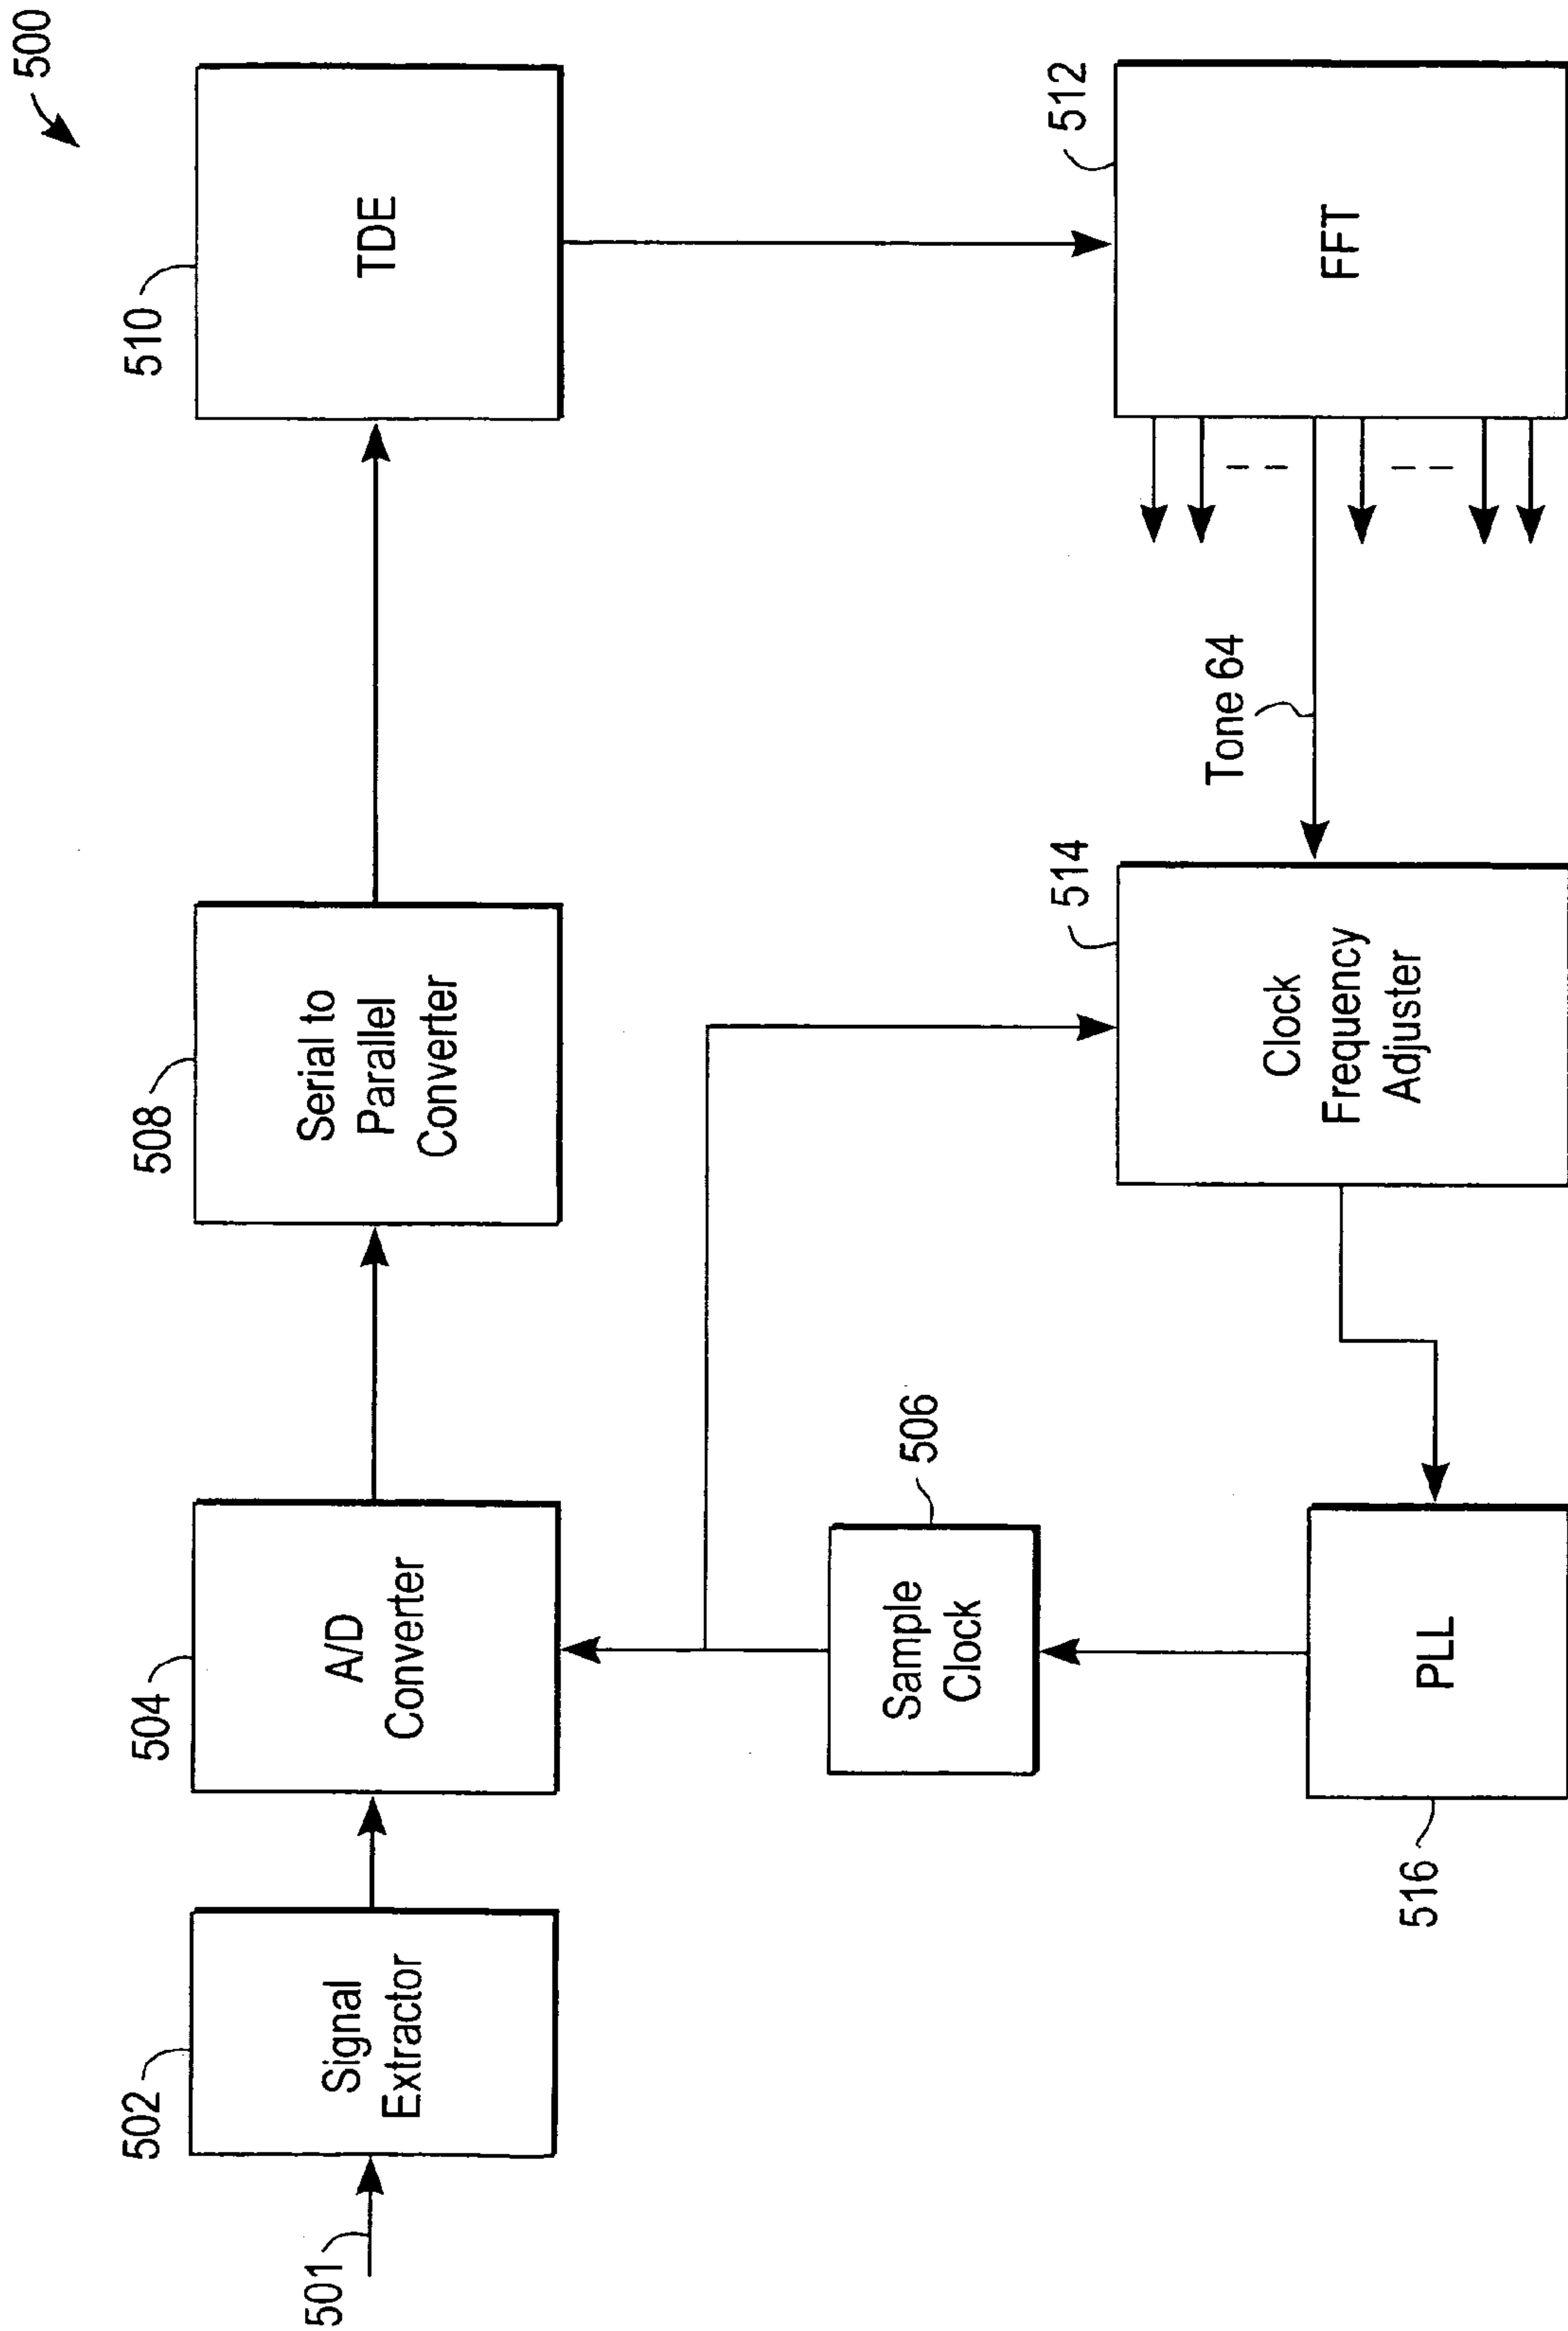 500
501
502
Signal
Extractor
504
A/D
Converter
508
Serial to
Parallel
Converter
510
TDE
506
Sample
Clock
516
PLL
514
Clock
Frequency
Adjuster
Tone 64
512
FFT